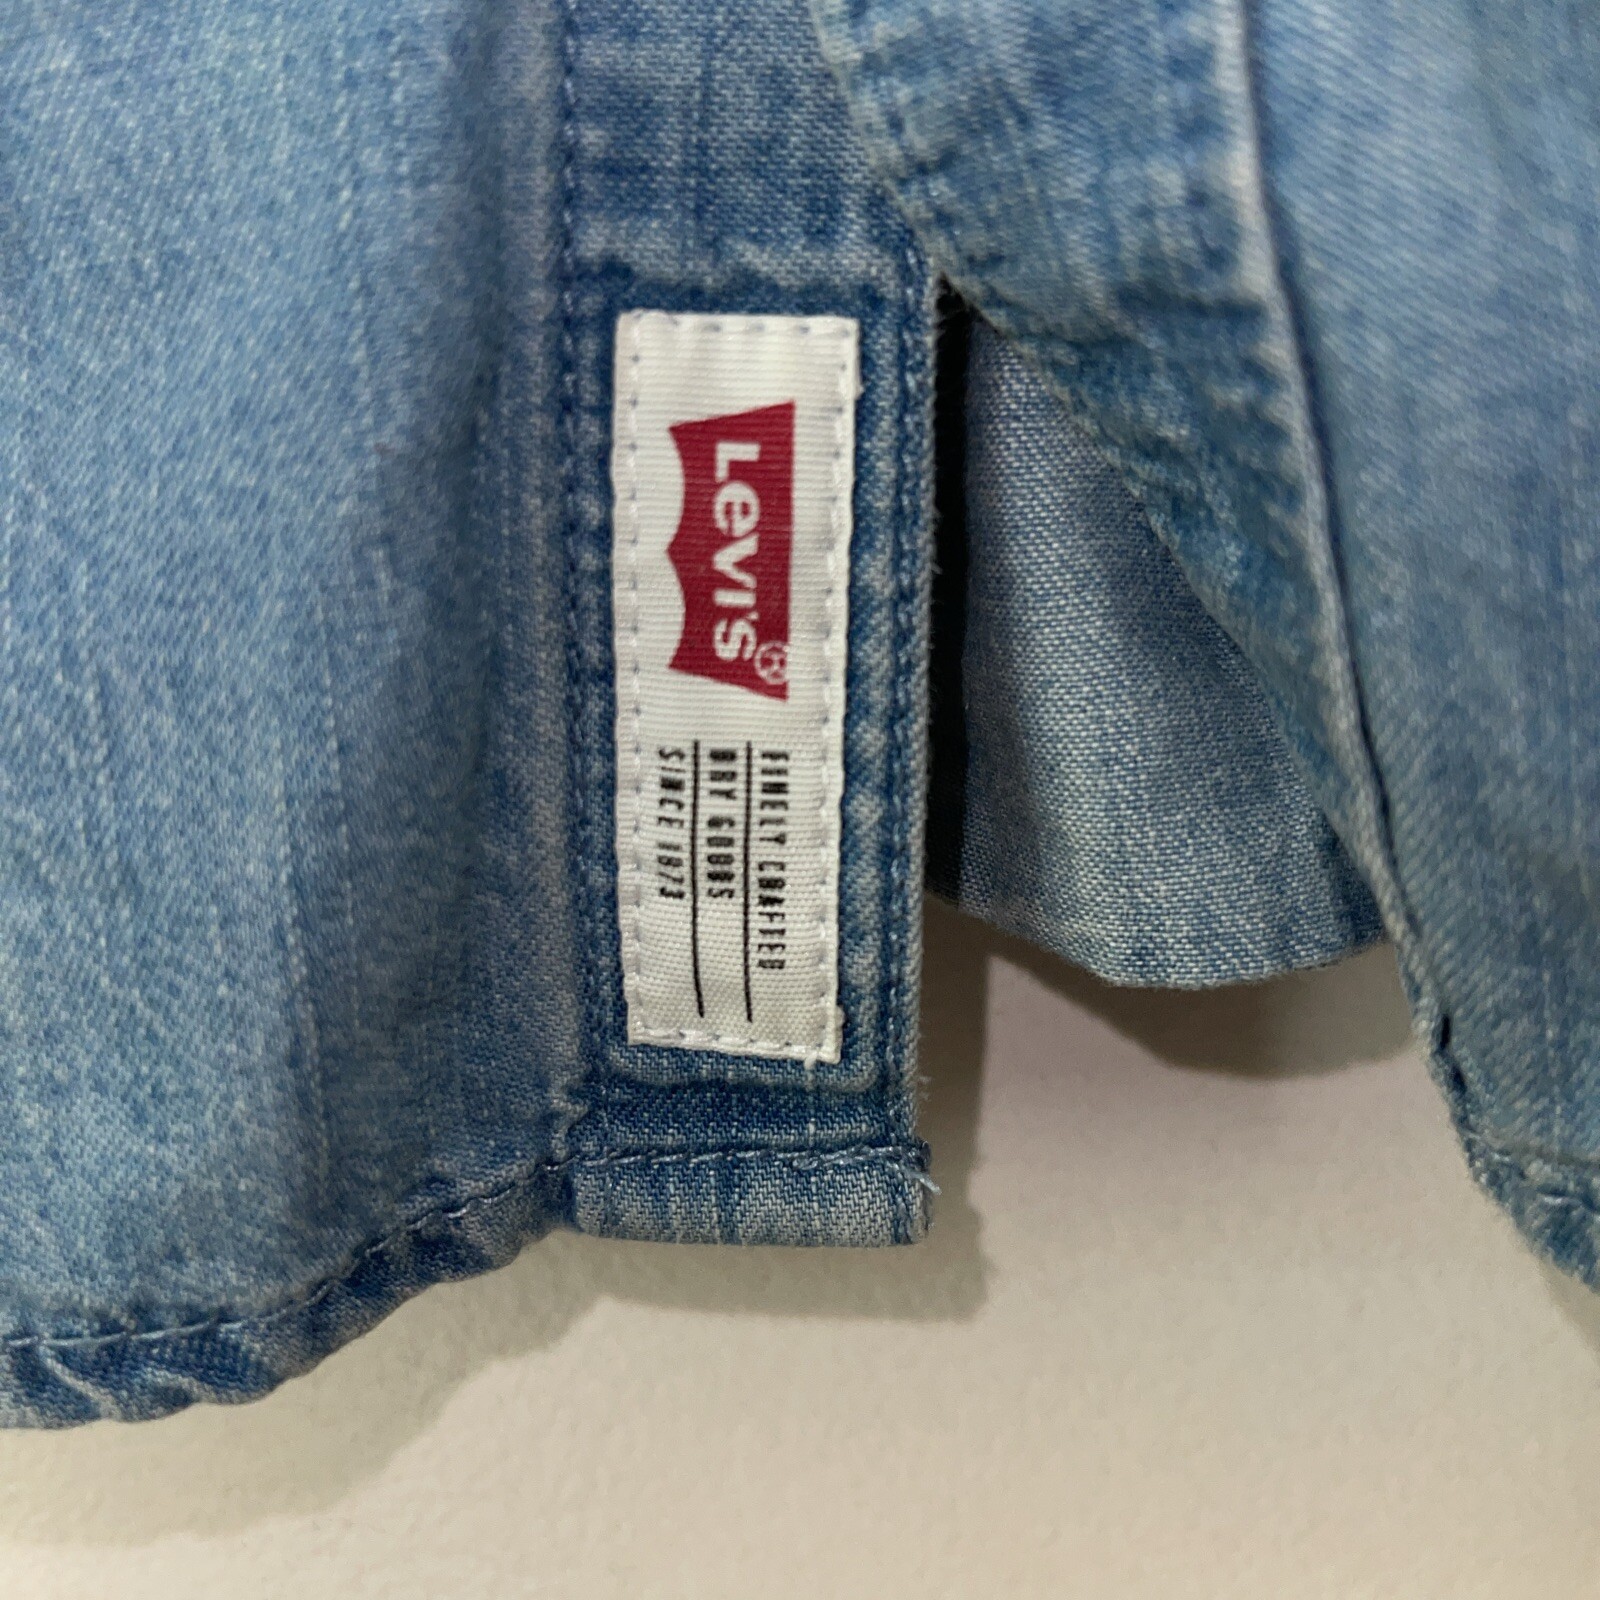 LEVI'S®
FINELY CRAFTED
DRY GOODS
SINCE 1873